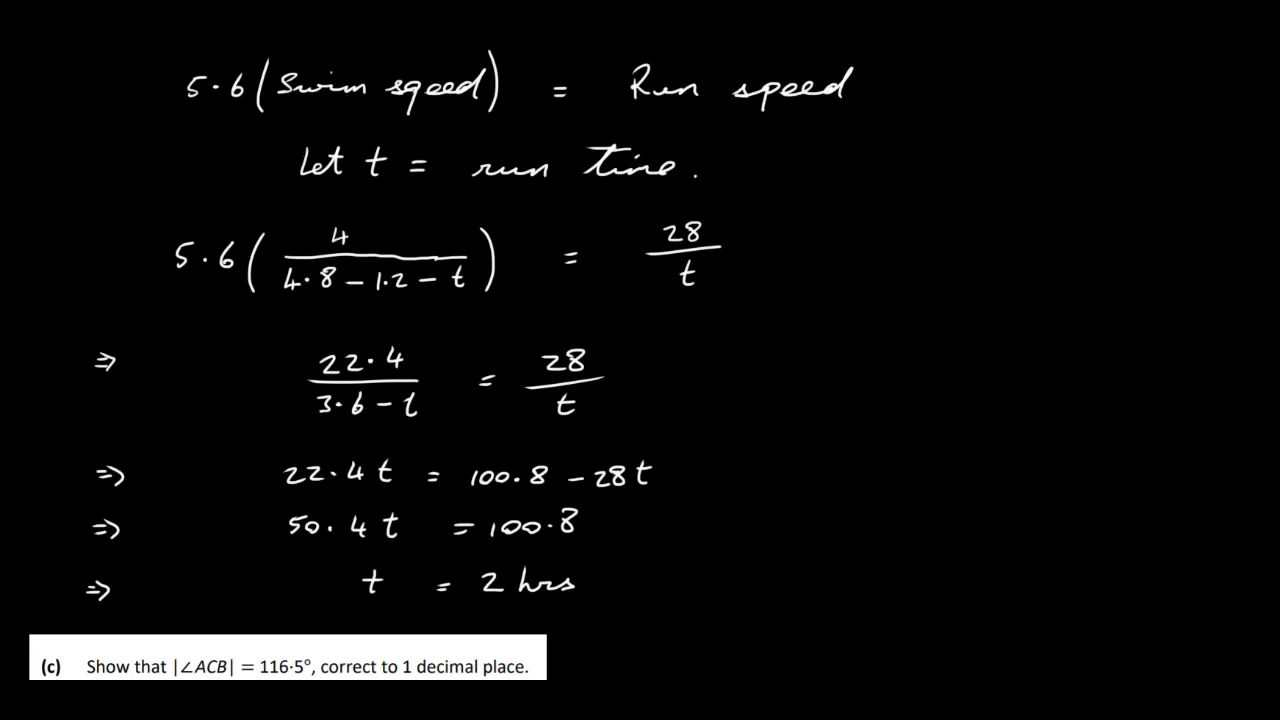 5·6 (Swim speed) = Run speed
Let t = run time.
5·6 ( 4 / (4·8 − 1·2 − t) ) = 28 / t
⇒ 22·4 / (3·6 − t) = 28 / t
⇒ 22·4 t = 100·8 − 28 t
⇒ 50·4 t = 100·8
⇒ t = 2 hrs
(c) Show that |∠ACB| = 116·5°, correct to 1 decimal place.